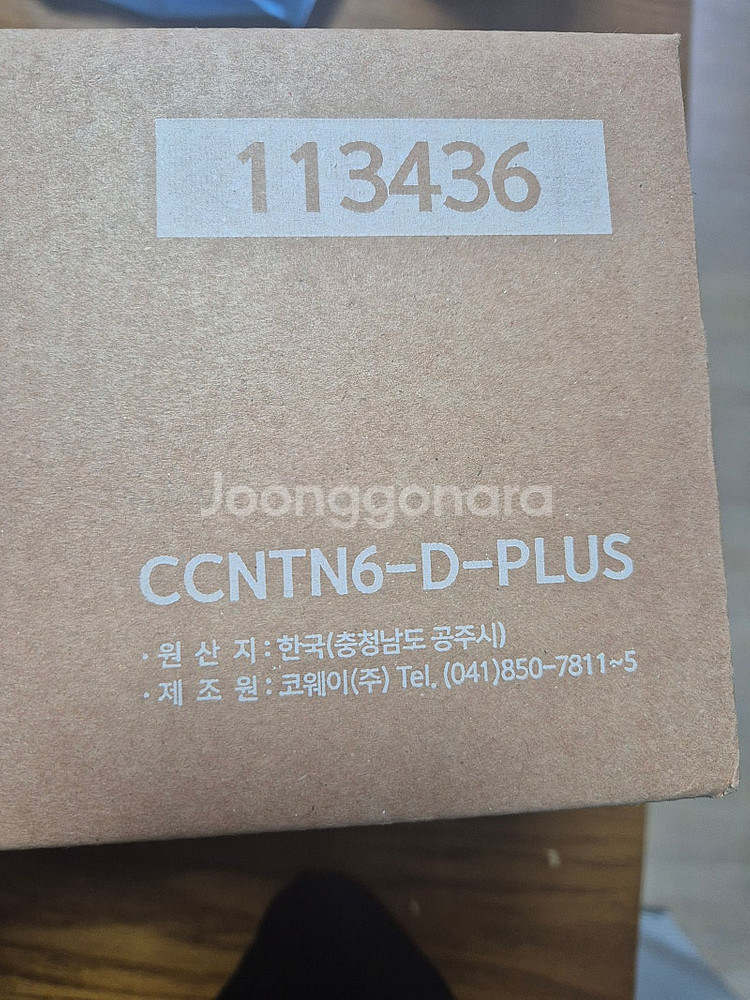 113436
Joonggonara
CCNTN6-D-PLUS
· 원 산 지 : 한국(충청남도 공주시)
· 제 조 원 : 코웨이(주) Tel. (041)850-7811~5